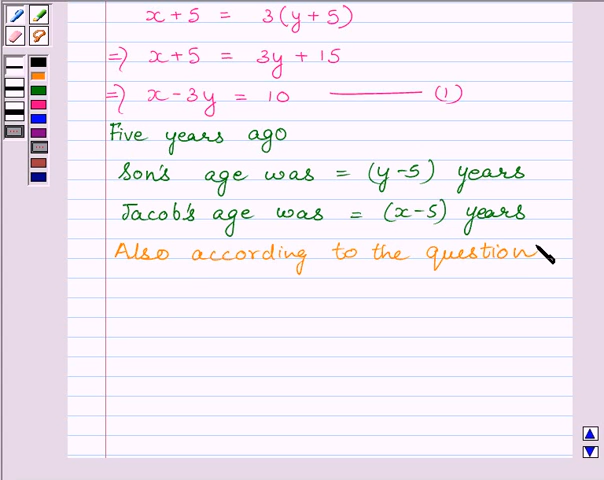 x + 5 = 3(y + 5)
⇒ x + 5 = 3y + 15
⇒ x - 3y = 10 ——— (1)
Five years ago
Son's age was = (y - 5) years
Jacob's age was = (x - 5) years
Also according to the question